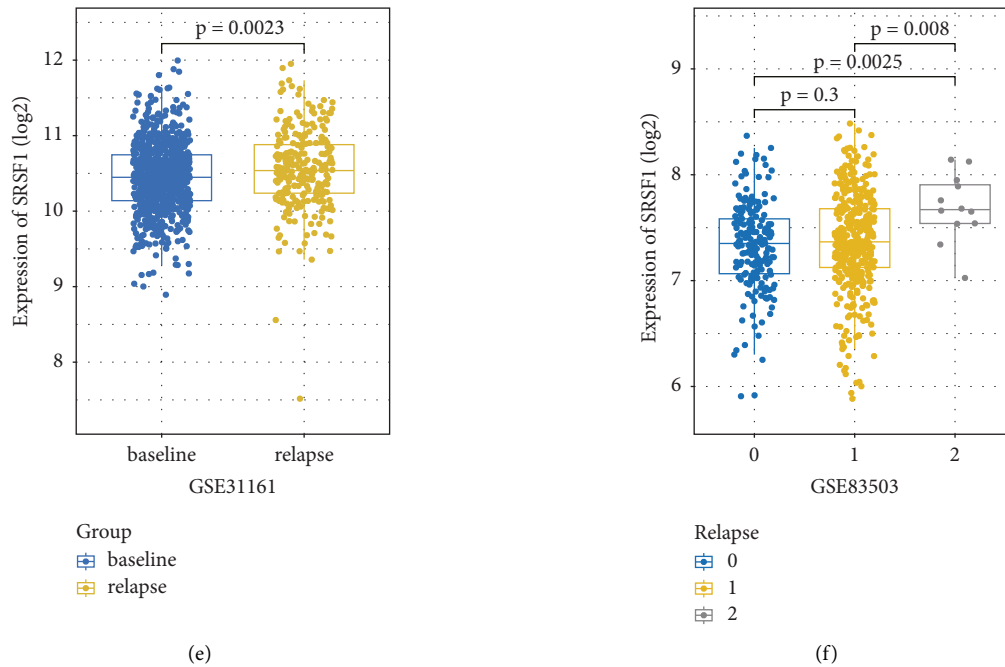 p = 0.0023
12
11
10
9
8
Expression of SRSF1 (log2)
baseline
relapse
GSE31161
Group
baseline
relapse
(e)
p = 0.008
p = 0.0025
p = 0.3
9
8
7
6
Expression of SRSF1 (log2)
0
1
2
GSE83503
Relapse
0
1
2
(f)